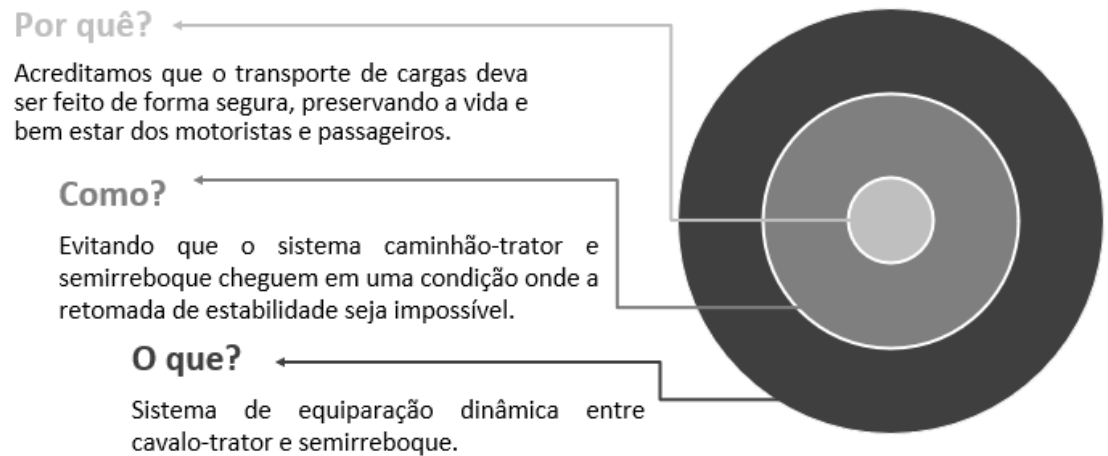 Por quê?
Acreditamos que o transporte de cargas deva
ser feito de forma segura, preservando a vida e
bem estar dos motoristas e passageiros.
Como?
Evitando que o sistema caminhão-trator e
semirreboque cheguem em uma condição onde a
retomada de estabilidade seja impossível.
O que?
Sistema de equiparação dinâmica entre
cavalo-trator e semirreboque.